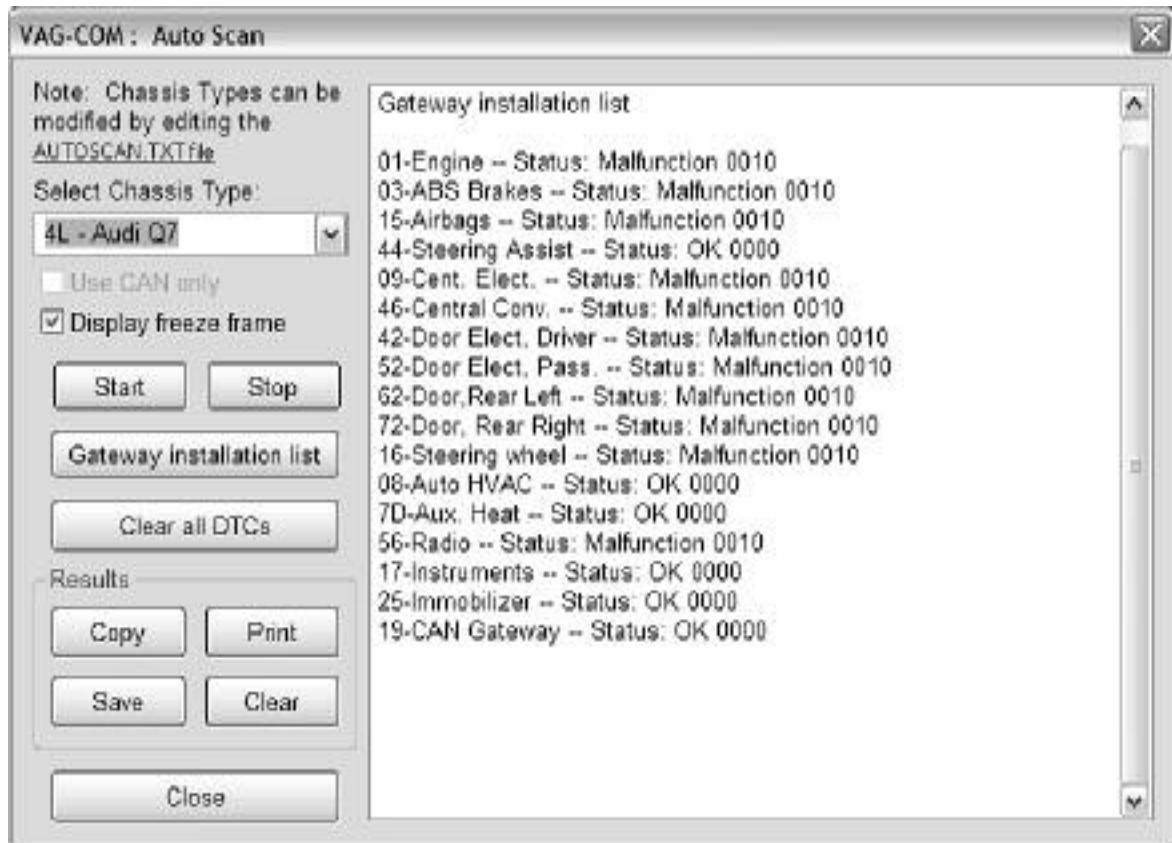 VAG-COM : Auto Scan
Note: Chassis Types can be
modified by editing the
AUTOSCAN.TXT file
Select Chassis Type:
4L - Audi Q7
Use CAN only
Display freeze frame
Start
Stop
Gateway installation list
Clear all DTCs
Results
Copy
Print
Save
Clear
Close
Gateway installation list
01-Engine -- Status: Malfunction 0010
03-ABS Brakes -- Status: Malfunction 0010
15-Airbags -- Status: Malfunction 0010
44-Steering Assist -- Status: OK 0000
09-Cent. Elect. -- Status: Malfunction 0010
46-Central Conv. -- Status: Malfunction 0010
42-Door Elect, Driver -- Status: Malfunction 0010
52-Door Elect, Pass. -- Status: Malfunction 0010
62-Door,Rear Left -- Status: Malfunction 0010
72-Door, Rear Right -- Status: Malfunction 0010
16-Steering wheel -- Status: Malfunction 0010
08-Auto HVAC -- Status: OK 0000
7D-Aux. Heat -- Status: OK 0000
56-Radio -- Status: Malfunction 0010
17-Instruments -- Status: OK 0000
25-Immobilizer -- Status: OK 0000
19-CAN Gateway -- Status: OK 0000